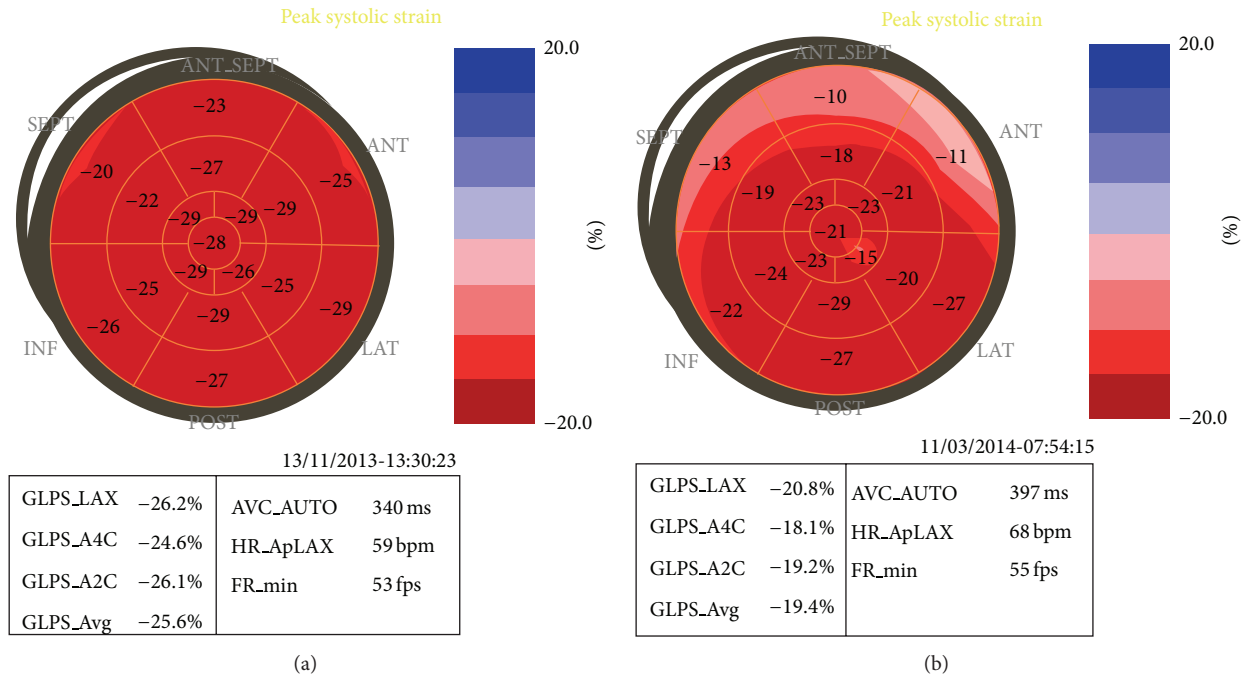 Peak systolic strain
ANT_SEPT
SEPT
ANT
INF
LAT
POST
−23
−20
−25
−27
−22
−29
−29
−29
−28
−29
−26
−25
−25
−29
−26
−29
−27
20.0
(%)
−20.0
13/11/2013-13:30:23
GLPS_LAX −26.2%
GLPS_A4C −24.6%
GLPS_A2C −26.1%
GLPS_Avg −25.6%
AVC_AUTO 340 ms
HR_ApLAX 59 bpm
FR_min 53 fps
(a)
Peak systolic strain
ANT_SEPT
SEPT
ANT
INF
LAT
POST
−10
−13
−11
−18
−19
−21
−23
−23
−21
−23
−15
−24
−20
−22
−27
−29
−27
20.0
(%)
−20.0
11/03/2014-07:54:15
GLPS_LAX −20.8%
GLPS_A4C −18.1%
GLPS_A2C −19.2%
GLPS_Avg −19.4%
AVC_AUTO 397 ms
HR_ApLAX 68 bpm
FR_min 55 fps
(b)